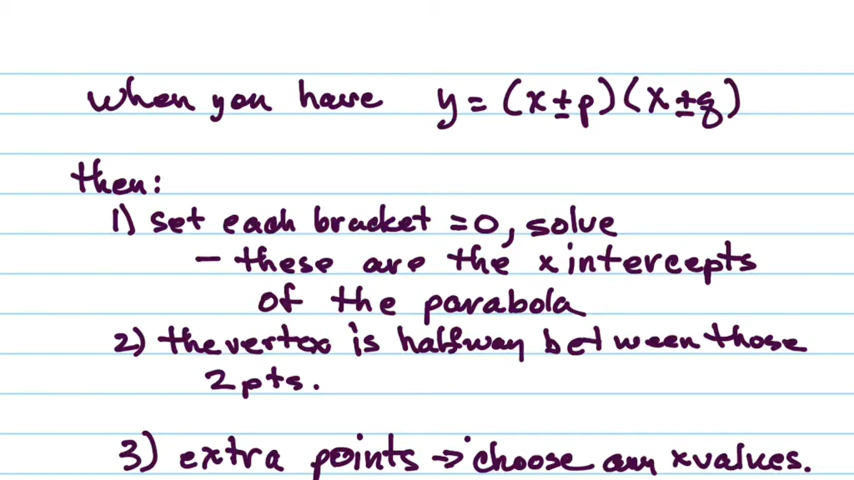 When you have y = (x ± p)(x ± q)
then:
1) set each bracket = 0, solve
- these are the x intercepts
of the parabola
2) the vertex is halfway between those
2 pts.
3) extra points → choose any x values.